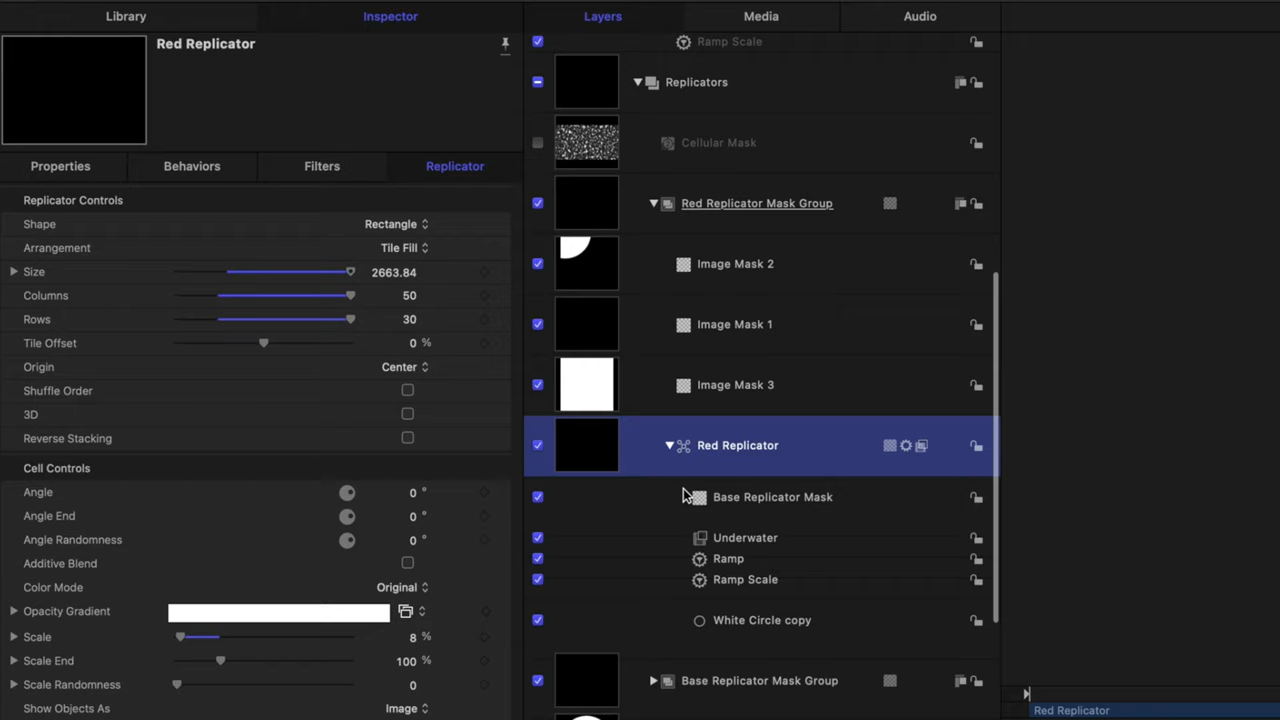 Library Inspector Layers Media Audio
Red Replicator
Ramp Scale
Replicators
Cellular Mask
Properties Behaviors Filters Replicator
Replicator Controls
Red Replicator Mask Group
Shape Rectangle
Arrangement Tile Fill
Image Mask 2
Size 2663.84
Columns 50
Rows 30
Image Mask 1
Tile Offset 0 %
Origin Center
Shuffle Order
Image Mask 3
3D
Reverse Stacking
Red Replicator
Cell Controls
Angle 0 °
Base Replicator Mask
Angle End 0 °
Angle Randomness 0 °
Underwater
Additive Blend
Ramp
Color Mode Original
Ramp Scale
Opacity Gradient
White Circle copy
Scale 8 %
Scale End 100 %
Scale Randomness 0
Base Replicator Mask Group
Show Objects As Image
Red Replicator